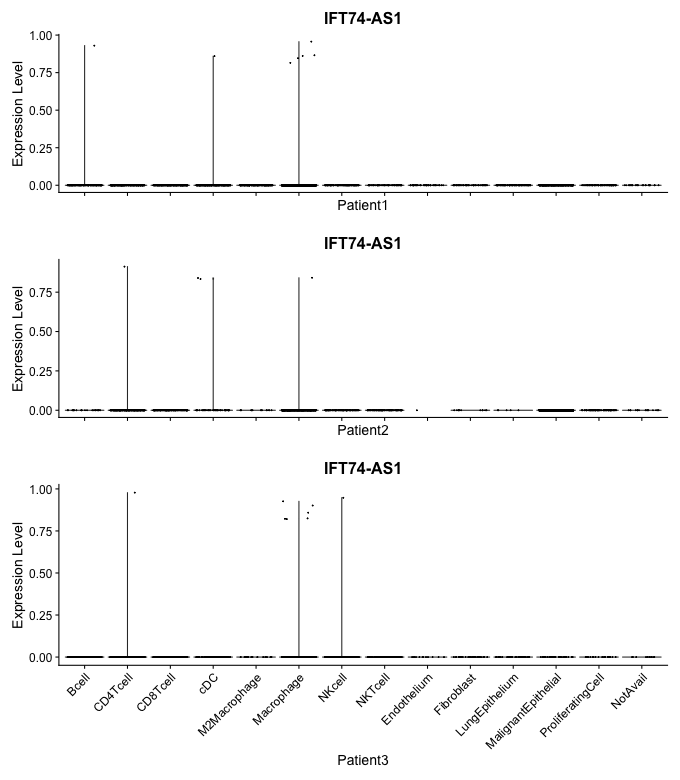 IFT74-AS1
Expression Level
1.00
0.75
0.50
0.25
0.00
Patient1
IFT74-AS1
Expression Level
0.75
0.50
0.25
0.00
Patient2
IFT74-AS1
Expression Level
1.00
0.75
0.50
0.25
0.00
Bcell
CD4Tcell
CD8Tcell
cDC
M2Macrophage
Macrophage
NKcell
NKTcell
Endothelium
Fibroblast
LungEpithelium
MalignantEpithelial
ProliferatingCell
NotAvail
Patient3